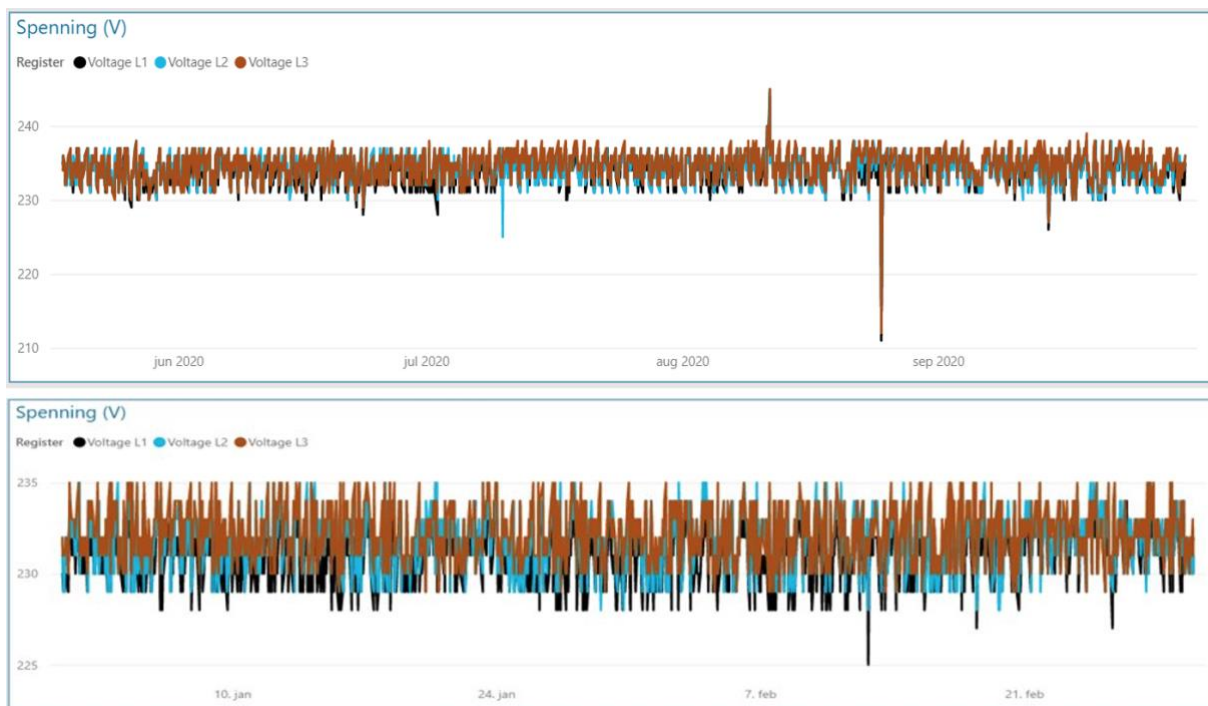 Spenning (V)
Register Voltage L1 Voltage L2 Voltage L3
240
230
220
210
jun 2020 jul 2020 aug 2020 sep 2020
Spenning (V)
Register Voltage L1 Voltage L2 Voltage L3
235
230
225
10. jan 24. jan 7. feb 21. feb